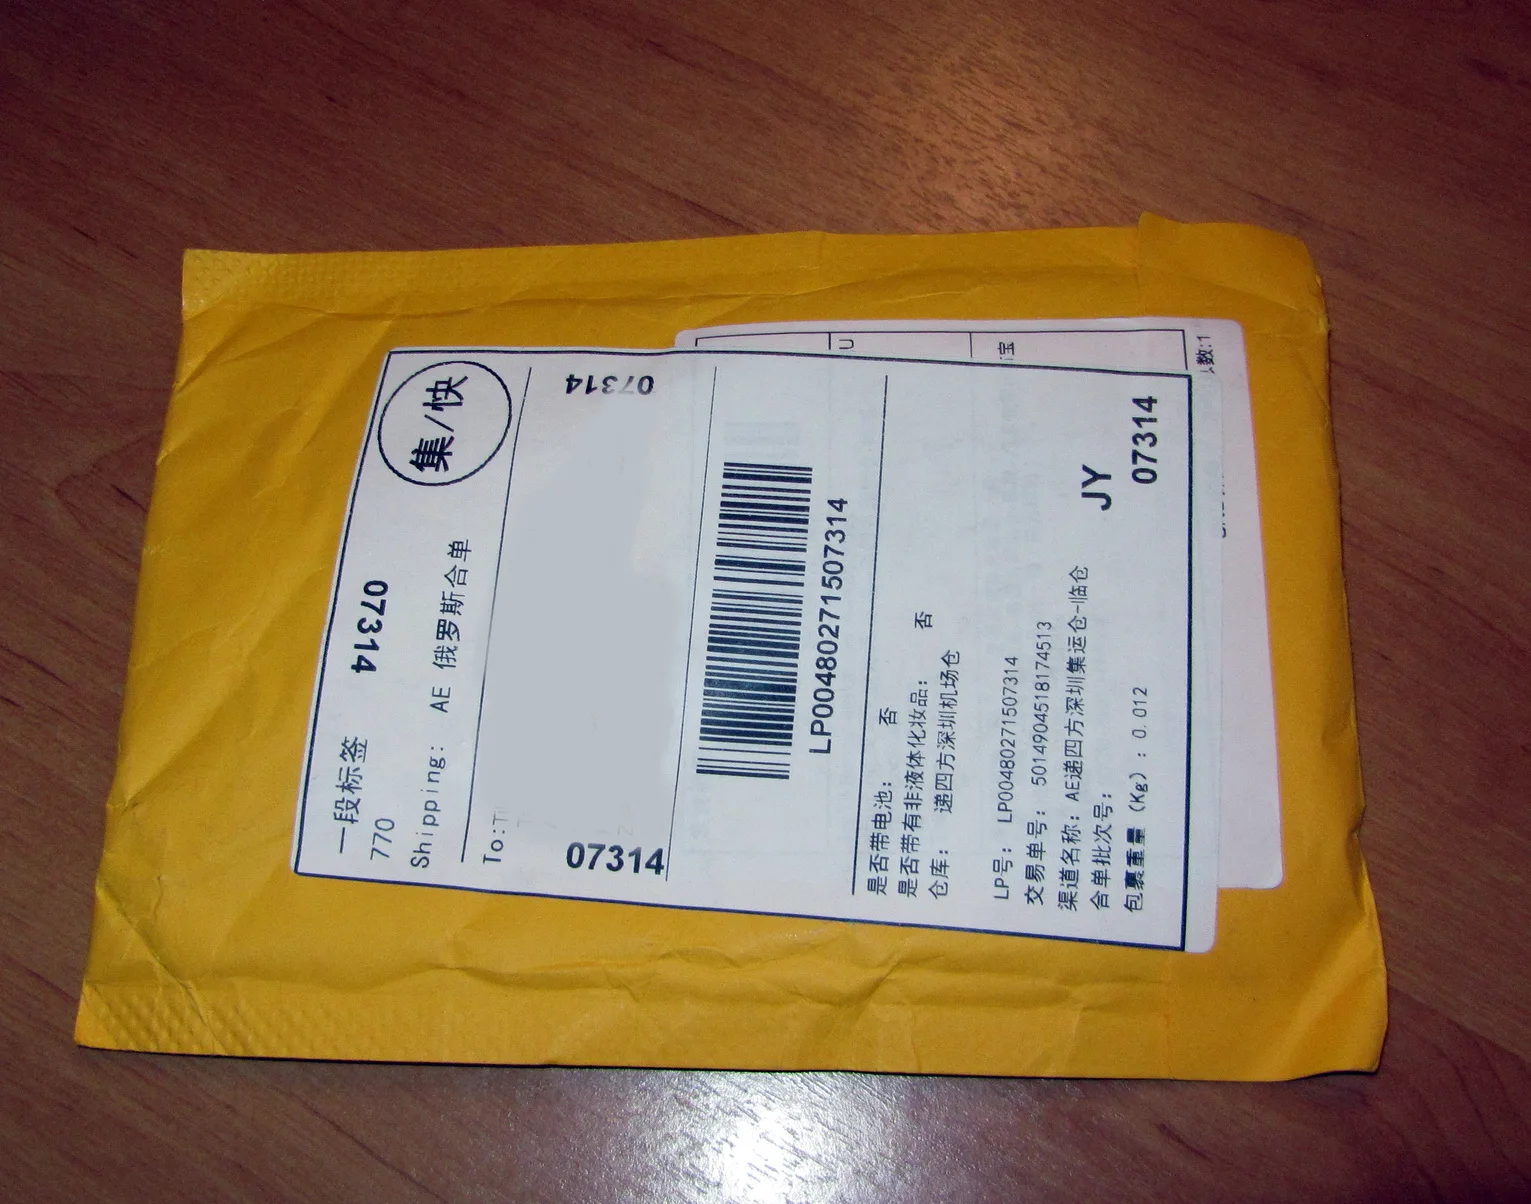 一段标签 07314
770
集/快
Shipping: AE 俄罗斯合单
To:
07314
07314
LP00480271507314
是否带电池: 否
是否带有非液体化妆品: 否
仓库: 递四方深圳机场仓
LP号: LP00480271507314
交易单号: 5014904518174513
渠道名称: AE递四方深圳集运仓-临仓
合单批次号:
包裹重量(Kg): 0.012
JY
07314
U
宝
数:1